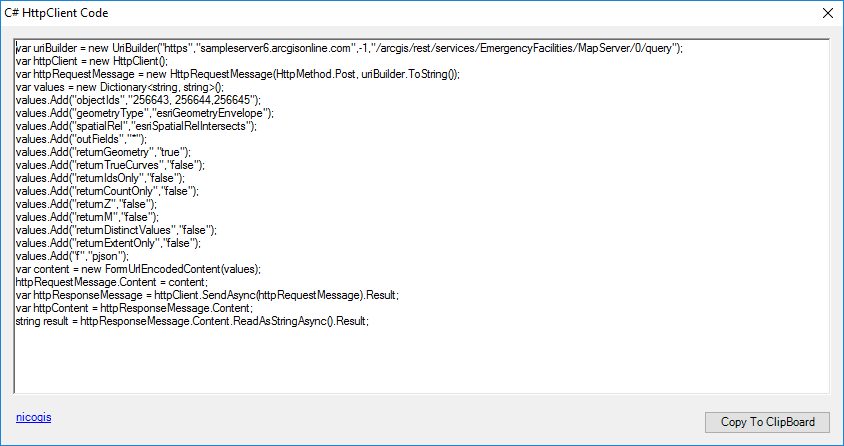 C# HttpClient Code
var uriBuilder = new UriBuilder("https","sampleserver6.arcgisonline.com",-1,"/arcgis/rest/services/EmergencyFacilities/MapServer/0/query");
var httpClient = new HttpClient();
var httpRequestMessage = new HttpRequestMessage(HttpMethod.Post, uriBuilder.ToString());
var values = new Dictionary<string, string>();
values.Add("objectIds","256643, 256644,256645");
values.Add("geometryType","esriGeometryEnvelope");
values.Add("spatialRel","esriSpatialRelIntersects");
values.Add("outFields","*");
values.Add("returnGeometry","true");
values.Add("returnTrueCurves","false");
values.Add("returnIdsOnly","false");
values.Add("returnCountOnly","false");
values.Add("returnZ","false");
values.Add("returnM","false");
values.Add("returnDistinctValues","false");
values.Add("returnExtentOnly","false");
values.Add("f","pjson");
var content = new FormUrlEncodedContent(values);
httpRequestMessage.Content = content;
var httpResponseMessage = httpClient.SendAsync(httpRequestMessage).Result;
var httpContent = httpResponseMessage.Content;
string result = httpResponseMessage.Content.ReadAsStringAsync().Result;
nicogis
Copy To ClipBoard